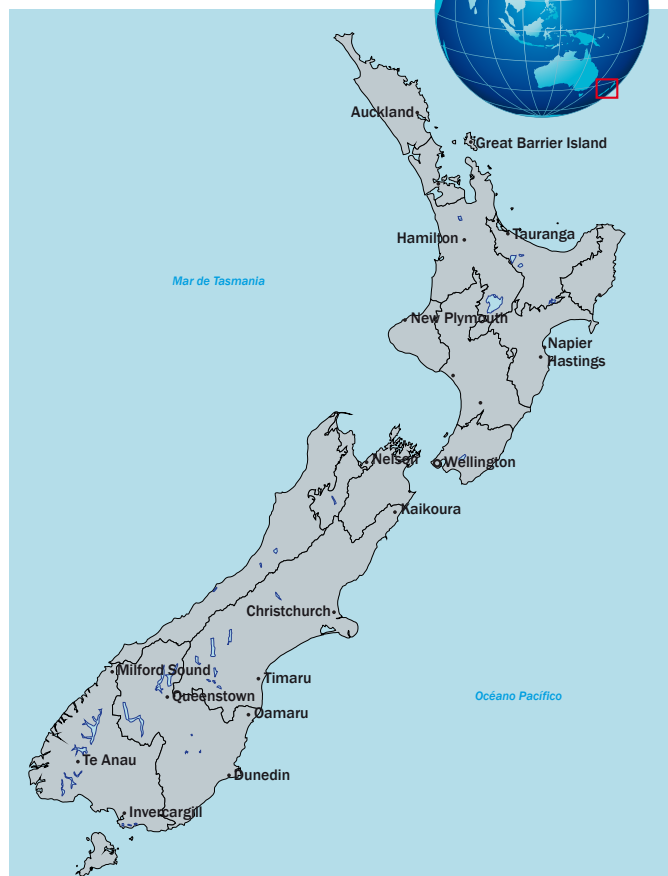 Auckland
Great Barrier Island
Tauranga
Hamilton
Mar de Tasmania
New Plymouth
Napier
Hastings
Nelson
Wellington
Kaikoura
Christchurch
Milford Sound
Timaru
Queenstown
Océano Pacífico
Oamaru
Te Anau
Dunedin
Invercargill